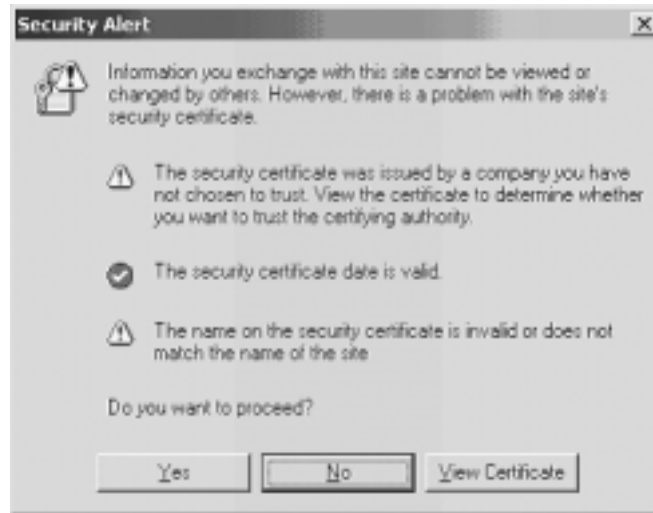 Security Alert
Information you exchange with this site cannot be viewed or
changed by others. However, there is a problem with the site's
security certificate.
The security certificate was issued by a company you have
not chosen to trust. View the certificate to determine whether
you want to trust the certifying authority.
The security certificate date is valid.
The name on the security certificate is invalid or does not
match the name of the site
Do you want to proceed?
Yes No View Certificate